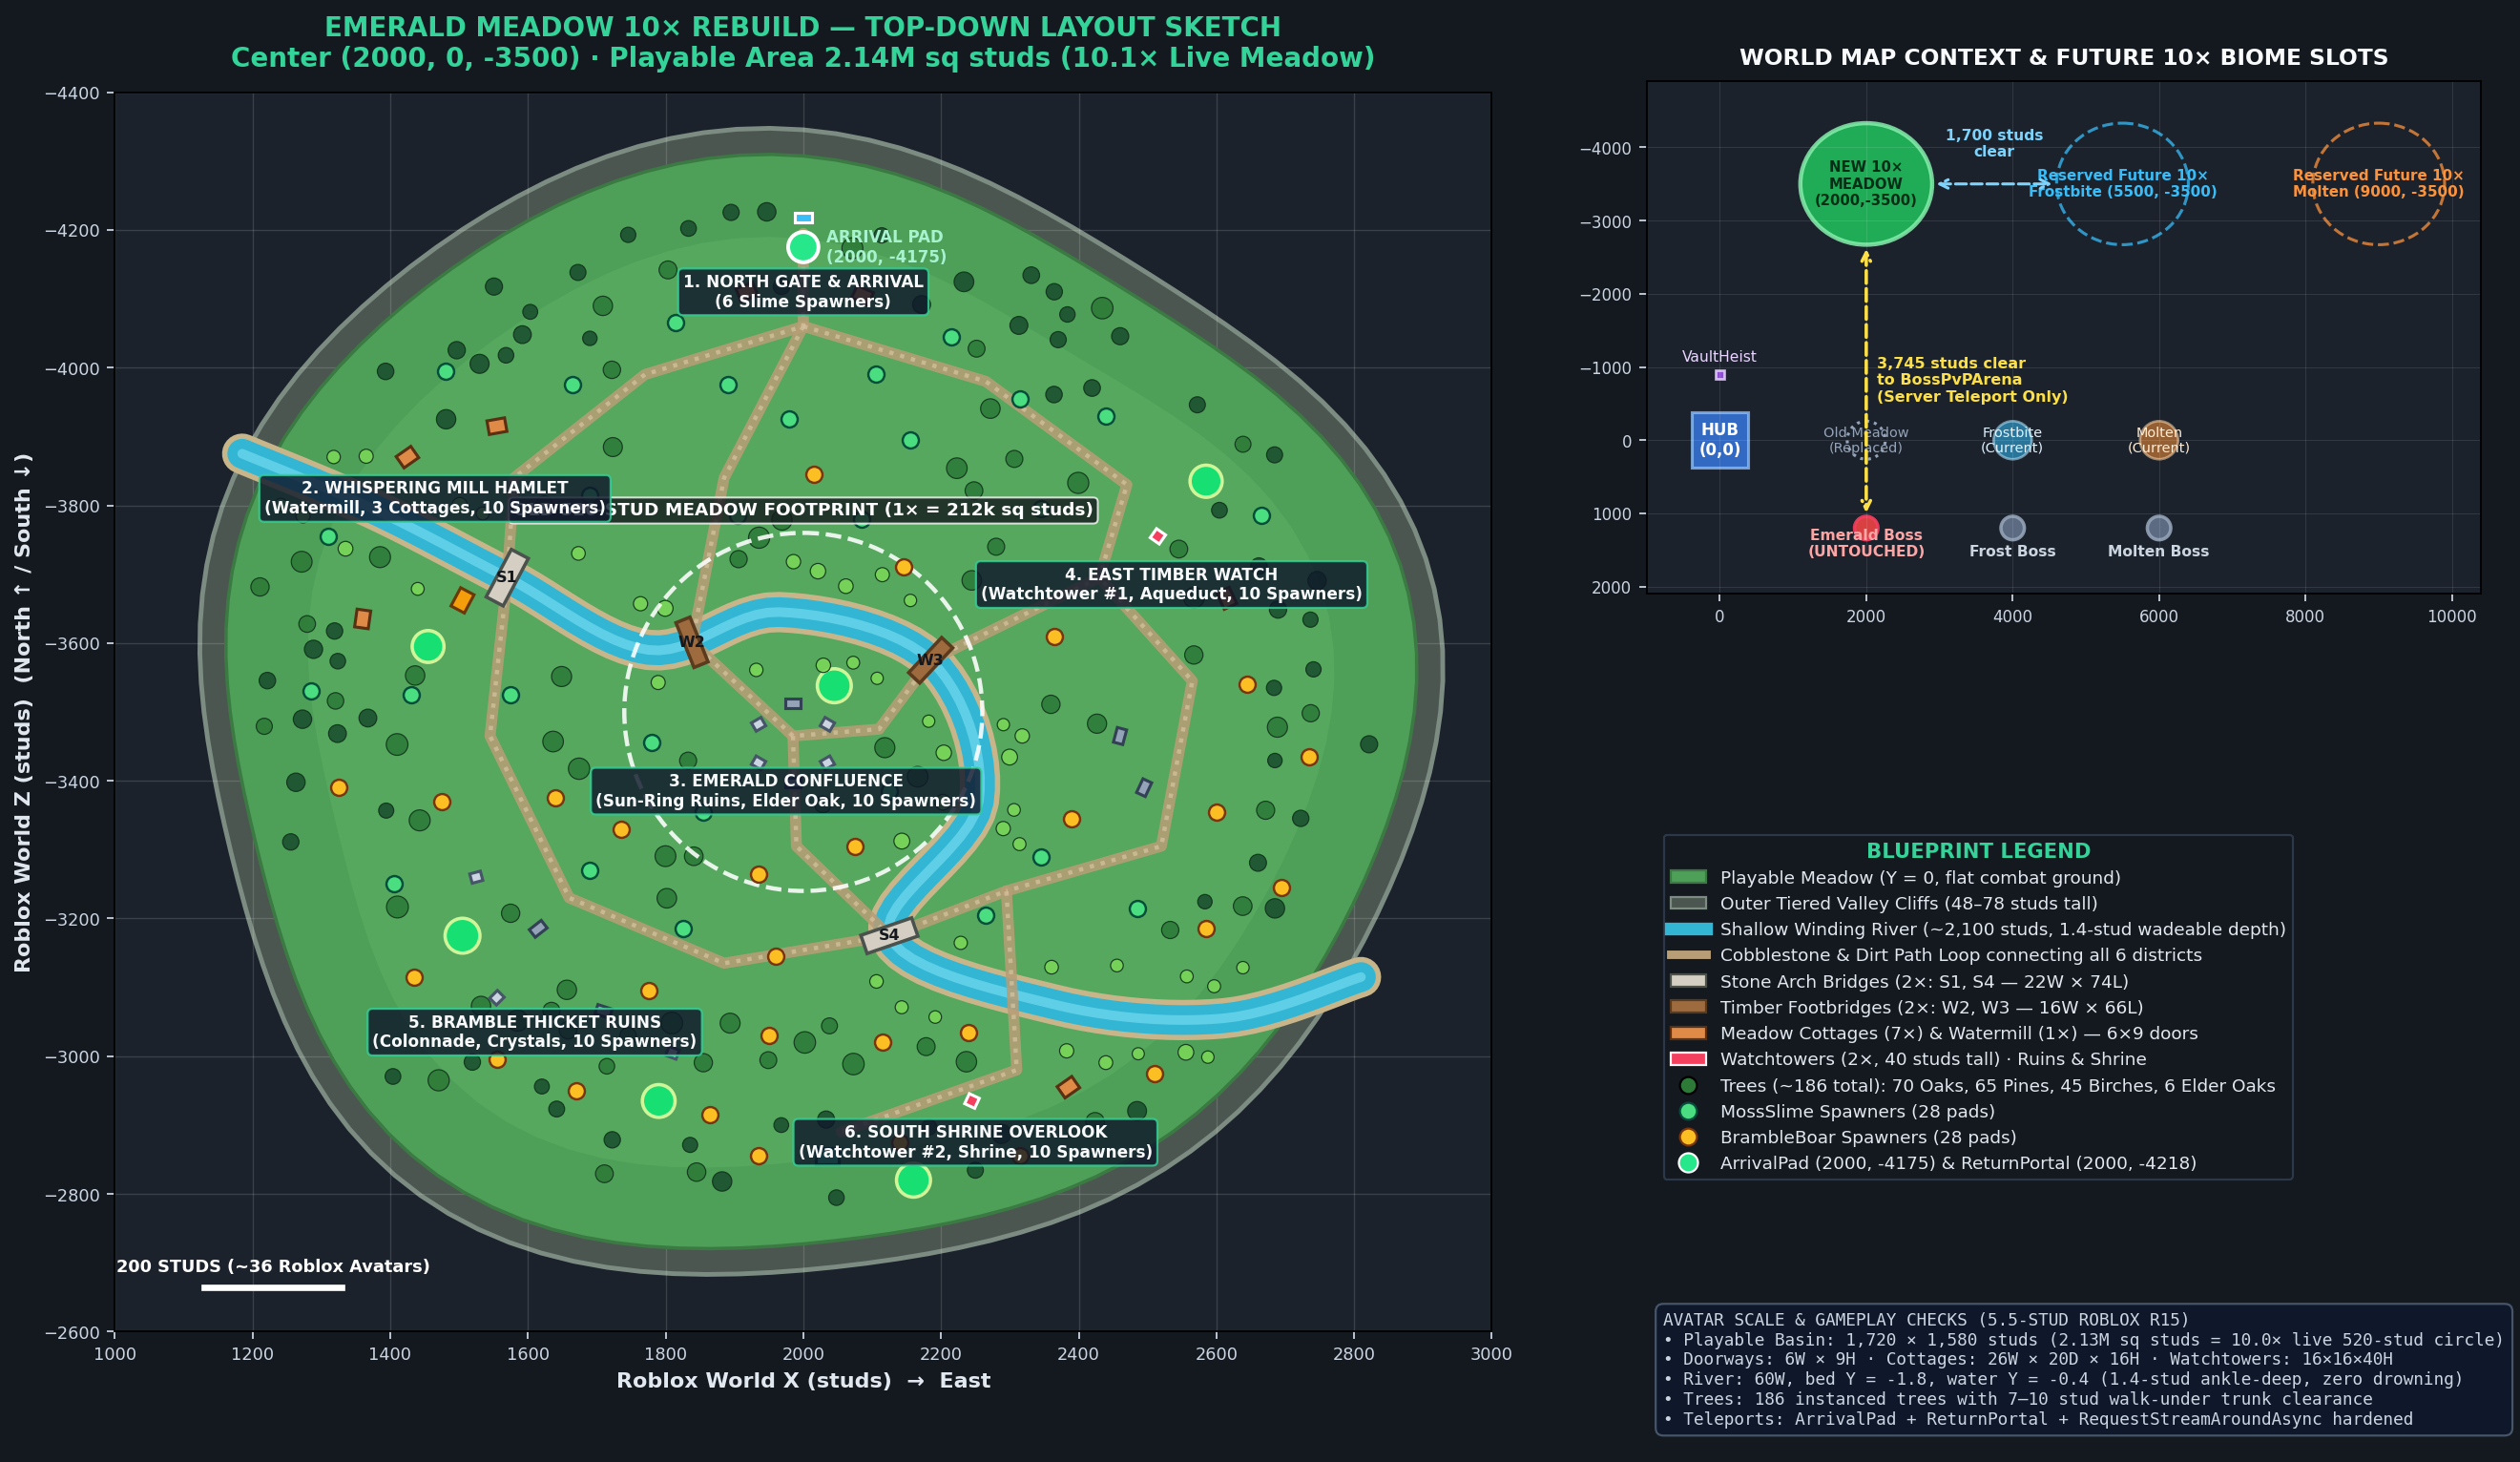 EMERALD MEADOW 10× REBUILD — TOP-DOWN LAYOUT SKETCH
Center (2000, 0, -3500) · Playable Area 2.14M sq studs (10.1× Live Meadow)
−4400
−4200
−4000
−3800
−3600
−3400
−3200
−3000
−2800
−2600
Roblox World Z (studs)  (North ↑ / South ↓)
1000
1200
1400
1600
1800
2000
2200
2400
2600
2800
3000
Roblox World X (studs)  →  East
ARRIVAL PAD
(2000, -4175)
1. NORTH GATE & ARRIVAL
(6 Slime Spawners)
2. WHISPERING MILL HAMLET
(Watermill, 3 Cottages, 10 Spawners)
STUD MEADOW FOOTPRINT (1× = 212k sq studs)
S1
W2
W3
4. EAST TIMBER WATCH
(Watchtower #1, Aqueduct, 10 Spawners)
3. EMERALD CONFLUENCE
(Sun-Ring Ruins, Elder Oak, 10 Spawners)
S4
5. BRAMBLE THICKET RUINS
(Colonnade, Crystals, 10 Spawners)
6. SOUTH SHRINE OVERLOOK
(Watchtower #2, Shrine, 10 Spawners)
200 STUDS (~36 Roblox Avatars)
WORLD MAP CONTEXT & FUTURE 10× BIOME SLOTS
−4000
−3000
−2000
−1000
0
1000
2000
0
2000
4000
6000
8000
10000
NEW 10×
MEADOW
(2000,-3500)
1,700 studs
clear
Reserved Future 10×
Frostbite (5500, -3500)
Reserved Future 10×
Molten (9000, -3500)
VaultHeist
3,745 studs clear
to BossPvPArena
(Server Teleport Only)
HUB
(0,0)
Old Meadow
(Replaced)
Frostbite
(Current)
Molten
(Current)
Emerald Boss
(UNTOUCHED)
Frost Boss
Molten Boss
BLUEPRINT LEGEND
Playable Meadow (Y = 0, flat combat ground)
Outer Tiered Valley Cliffs (48–78 studs tall)
Shallow Winding River (~2,100 studs, 1.4-stud wadeable depth)
Cobblestone & Dirt Path Loop connecting all 6 districts
Stone Arch Bridges (2×: S1, S4 — 22W × 74L)
Timber Footbridges (2×: W2, W3 — 16W × 66L)
Meadow Cottages (7×) & Watermill (1×) — 6×9 doors
Watchtowers (2×, 40 studs tall) · Ruins & Shrine
Trees (~186 total): 70 Oaks, 65 Pines, 45 Birches, 6 Elder Oaks
MossSlime Spawners (28 pads)
BrambleBoar Spawners (28 pads)
ArrivalPad (2000, -4175) & ReturnPortal (2000, -4218)
AVATAR SCALE & GAMEPLAY CHECKS (5.5-STUD ROBLOX R15)
• Playable Basin: 1,720 × 1,580 studs (2.13M sq studs = 10.0× live 520-stud circle)
• Doorways: 6W × 9H · Cottages: 26W × 20D × 16H · Watchtowers: 16×16×40H
• River: 60W, bed Y = -1.8, water Y = -0.4 (1.4-stud ankle-deep, zero drowning)
• Trees: 186 instanced trees with 7–10 stud walk-under trunk clearance
• Teleports: ArrivalPad + ReturnPortal + RequestStreamAroundAsync hardened